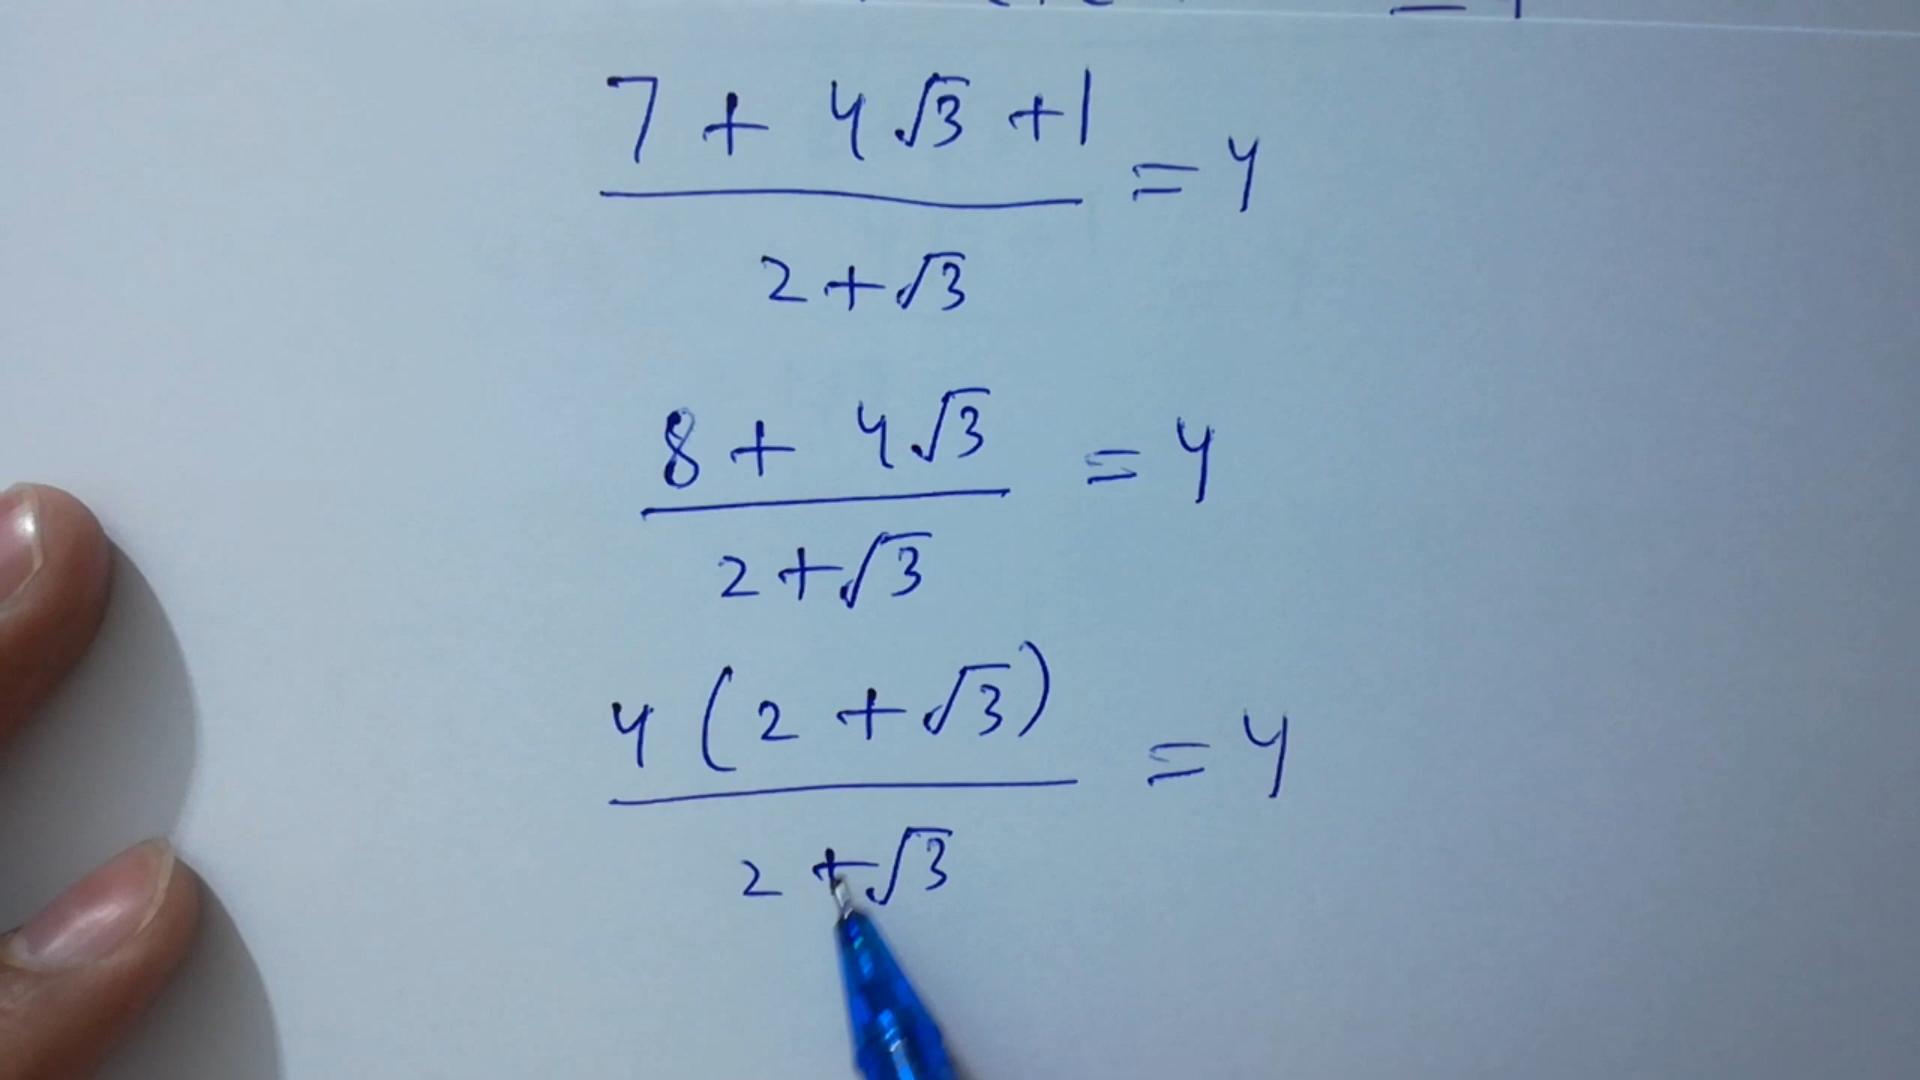 7 + 4√3 + 1
= 4
2 + √3
8 + 4√3
= 4
2 + √3
4 (2 + √3)
= 4
2 + √3